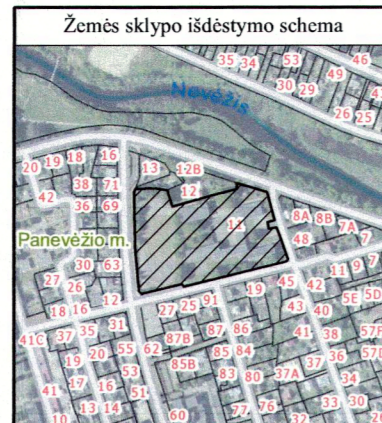 Žemės sklypo išdėstymo schema
35 34 53 46
49
30 29
26 25
Nevėžis
20 19 18 16 13 12B
12
42 38 71
36 69
11
8A 8B
7A
48 7
Panevėžio m.
30 63
27 26
18 16 12
27 25 91 19
45 42 11 9 7
43 40 5E 5D
41C 37 35 31
87B 87 86
55 62
19 20 53
85B 85 84
41 38 57F
37 36 57D
41 17 16 51
83 80 37A
34
10 13 14 60 77 76 32 33 30